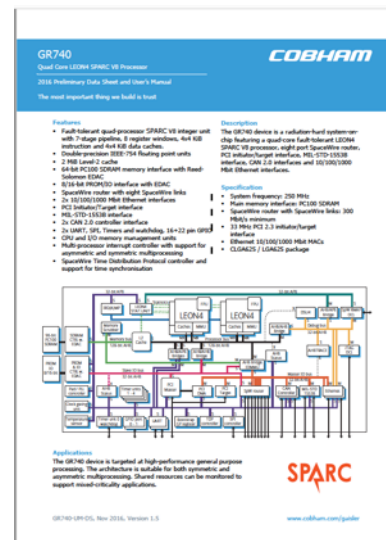 GR740
COBHAM
Quad Core LEON4 SPARC V8 Processor
2016 Preliminary Data Sheet and User's Manual
The most important thing we build is trust
Features
• Fault-tolerant quad-processor SPARC V8 integer unit
with 7-stage pipeline, 8 register windows, 4x4 KiB
instruction and 4x4 KiB data caches.
• Double-precision IEEE-754 floating point units
• 2 MiB Level-2 cache
• 64-bit PC100 SDRAM memory interface with Reed-
Solomon EDAC
• 8/16-bit PROM/IO interface with EDAC
• SpaceWire router with eight SpaceWire links
• 2x 10/100/1000 Mbit Ethernet interfaces
• PCI Initiator/Target interface
• MIL-STD-1553B interface
• 2x CAN 2.0 controller interface
• 2x UART, SPI, Timers and watchdog, 16+22 pin GPIO
• CPU and I/O memory management units
• Multi-processor interrupt controller with support for
asymmetric and symmetric multiprocessing
• SpaceWire Time Distribution Protocol controller and
support for time synchronisation
Description
The GR740 device is a radiation-hard system-on-
chip featuring a quad-core fault-tolerant LEON4
SPARC V8 processor, eight port SpaceWire router,
PCI initiator/target interface, MIL-STD-1553B
interface, CAN 2.0 interfaces and 10/100/1000
Mbit Ethernet interfaces.
Specification
• System frequency: 250 MHz
• Main memory interface: PC100 SDRAM
• SpaceWire router with SpaceWire links: 300
Mbit/s minimum
• 33 MHz PCI 2.3 initiator/target
interface
• Ethernet 10/100/1000 Mbit MACs
• CLGA625 / LGA625 package
LEON4
LEON4
Applications
The GR740 device is targeted at high-performance general purpose
processing. The architecture is suitable for both symmetric and
asymmetric multiprocessing. Shared resources can be monitored to
support mixed-criticality applications.
SPARC
GR740-UM-DS, Nov 2016, Version 1.5
www.cobham.com/gaisler